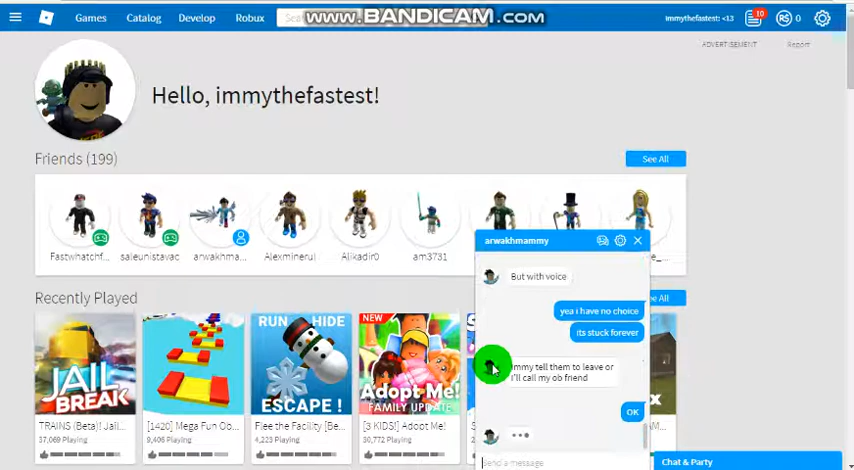 www.BANDICAM.com
Games Catalog Develop Robux Sea Immythefastest: <13 10 R$ 0
ADVERTISEMENT Report
Hello, immythefastest!
Friends (199) See All
Fastwhatchf... saleunistavac arwakhma... Alexminerul Alikadir0 am3731
arwakhmammy
But with voice
yea i have no choice
its stuck forever
immy tell them to leave or
I'll call my ob friend
OK
Send a message
Chat & Party
Recently Played ee All
JAIL
BREAK
RUN
HIDE
ESCAPE!
NEW
Adopt Me!
FAMILY UPDATE
TRAINS (Beta)! Jail... [1420] Mega Fun Ob... Flee the Facility [Be... [3 KIDS!] Adopt Me!
37,069 Playing 9,406 Playing 4,223 Playing 30,772 Playing